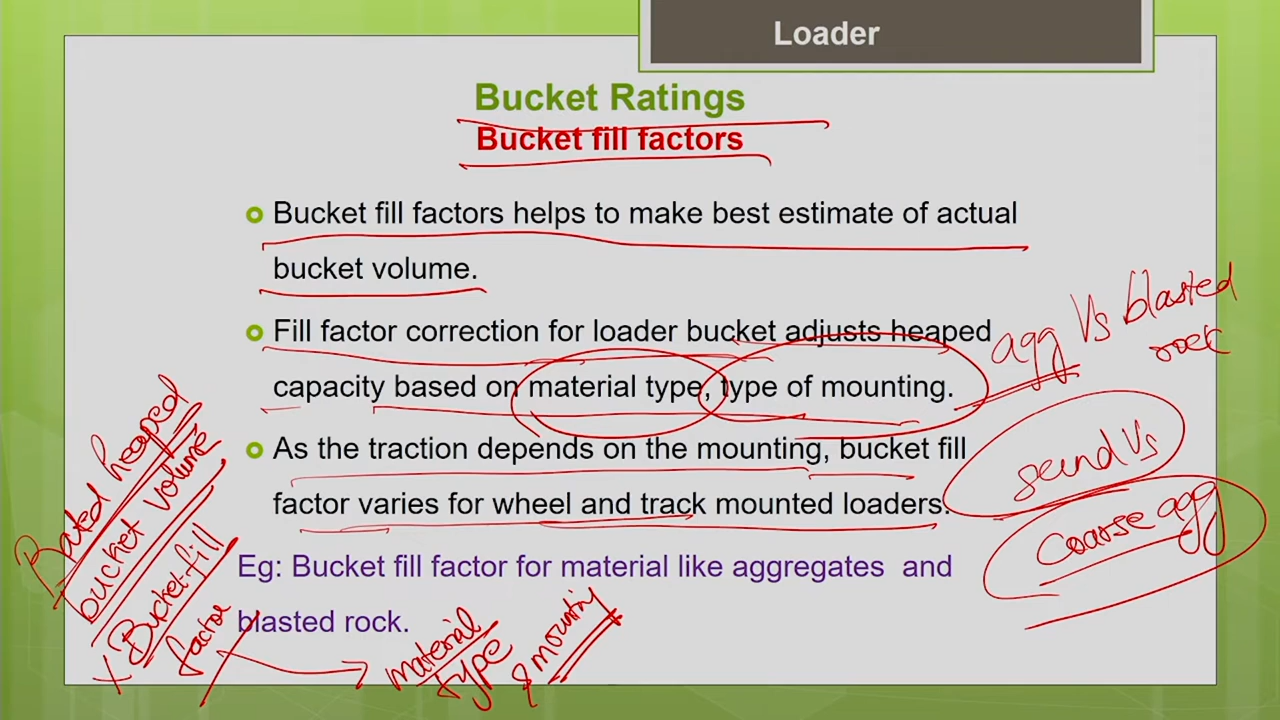 Loader
Bucket Ratings
Bucket fill factors
Bucket fill factors helps to make best estimate of actual
bucket volume.
Fill factor correction for loader bucket adjusts heaped
capacity based on material type, type of mounting.
As the traction depends on the mounting, bucket fill
factor varies for wheel and track mounted loaders.
Eg: Bucket fill factor for material like aggregates and
blasted rock.
agg Vs blasted
rock
sand Vs
coarse agg
Rated heaped
bucket volume
X Bucket-fill
factor
material
type
& mounting